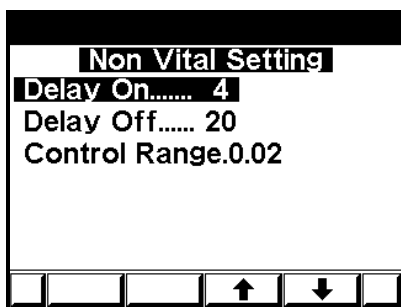 Non Vital Setting
Delay On....... 4
Delay Off...... 20
Control Range.0.02